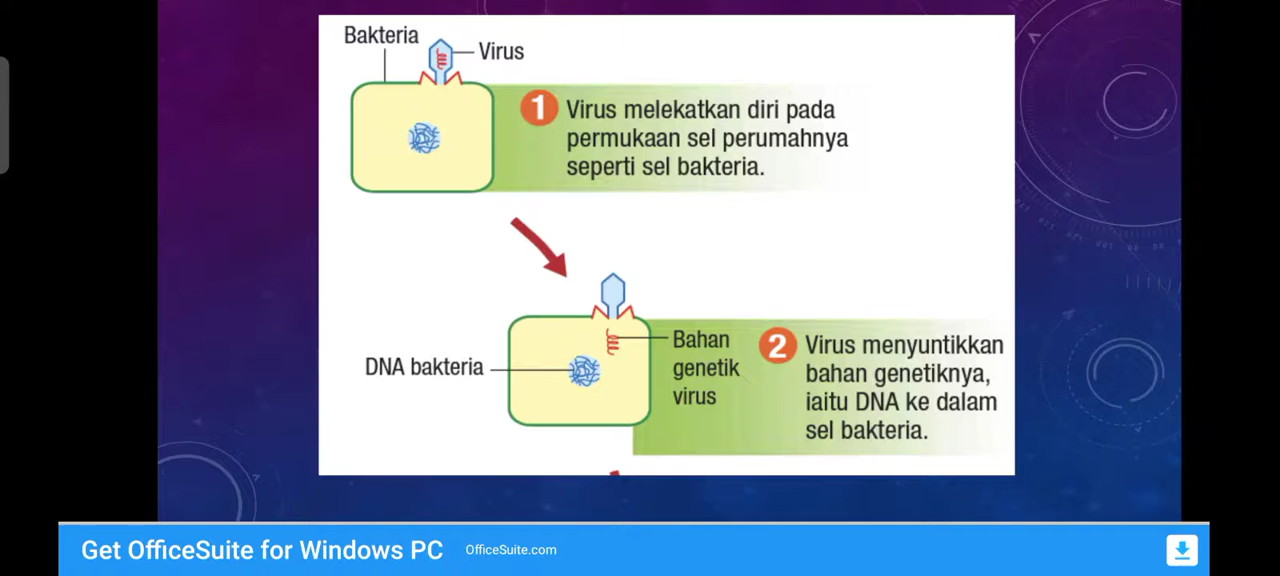 Bakteria
Virus
1
Virus melekatkan diri pada
permukaan sel perumahnya
seperti sel bakteria.
DNA bakteria
Bahan
genetik
virus
2
Virus menyuntikkan
bahan genetiknya,
iaitu DNA ke dalam
sel bakteria.
Get OfficeSuite for Windows PC
OfficeSuite.com